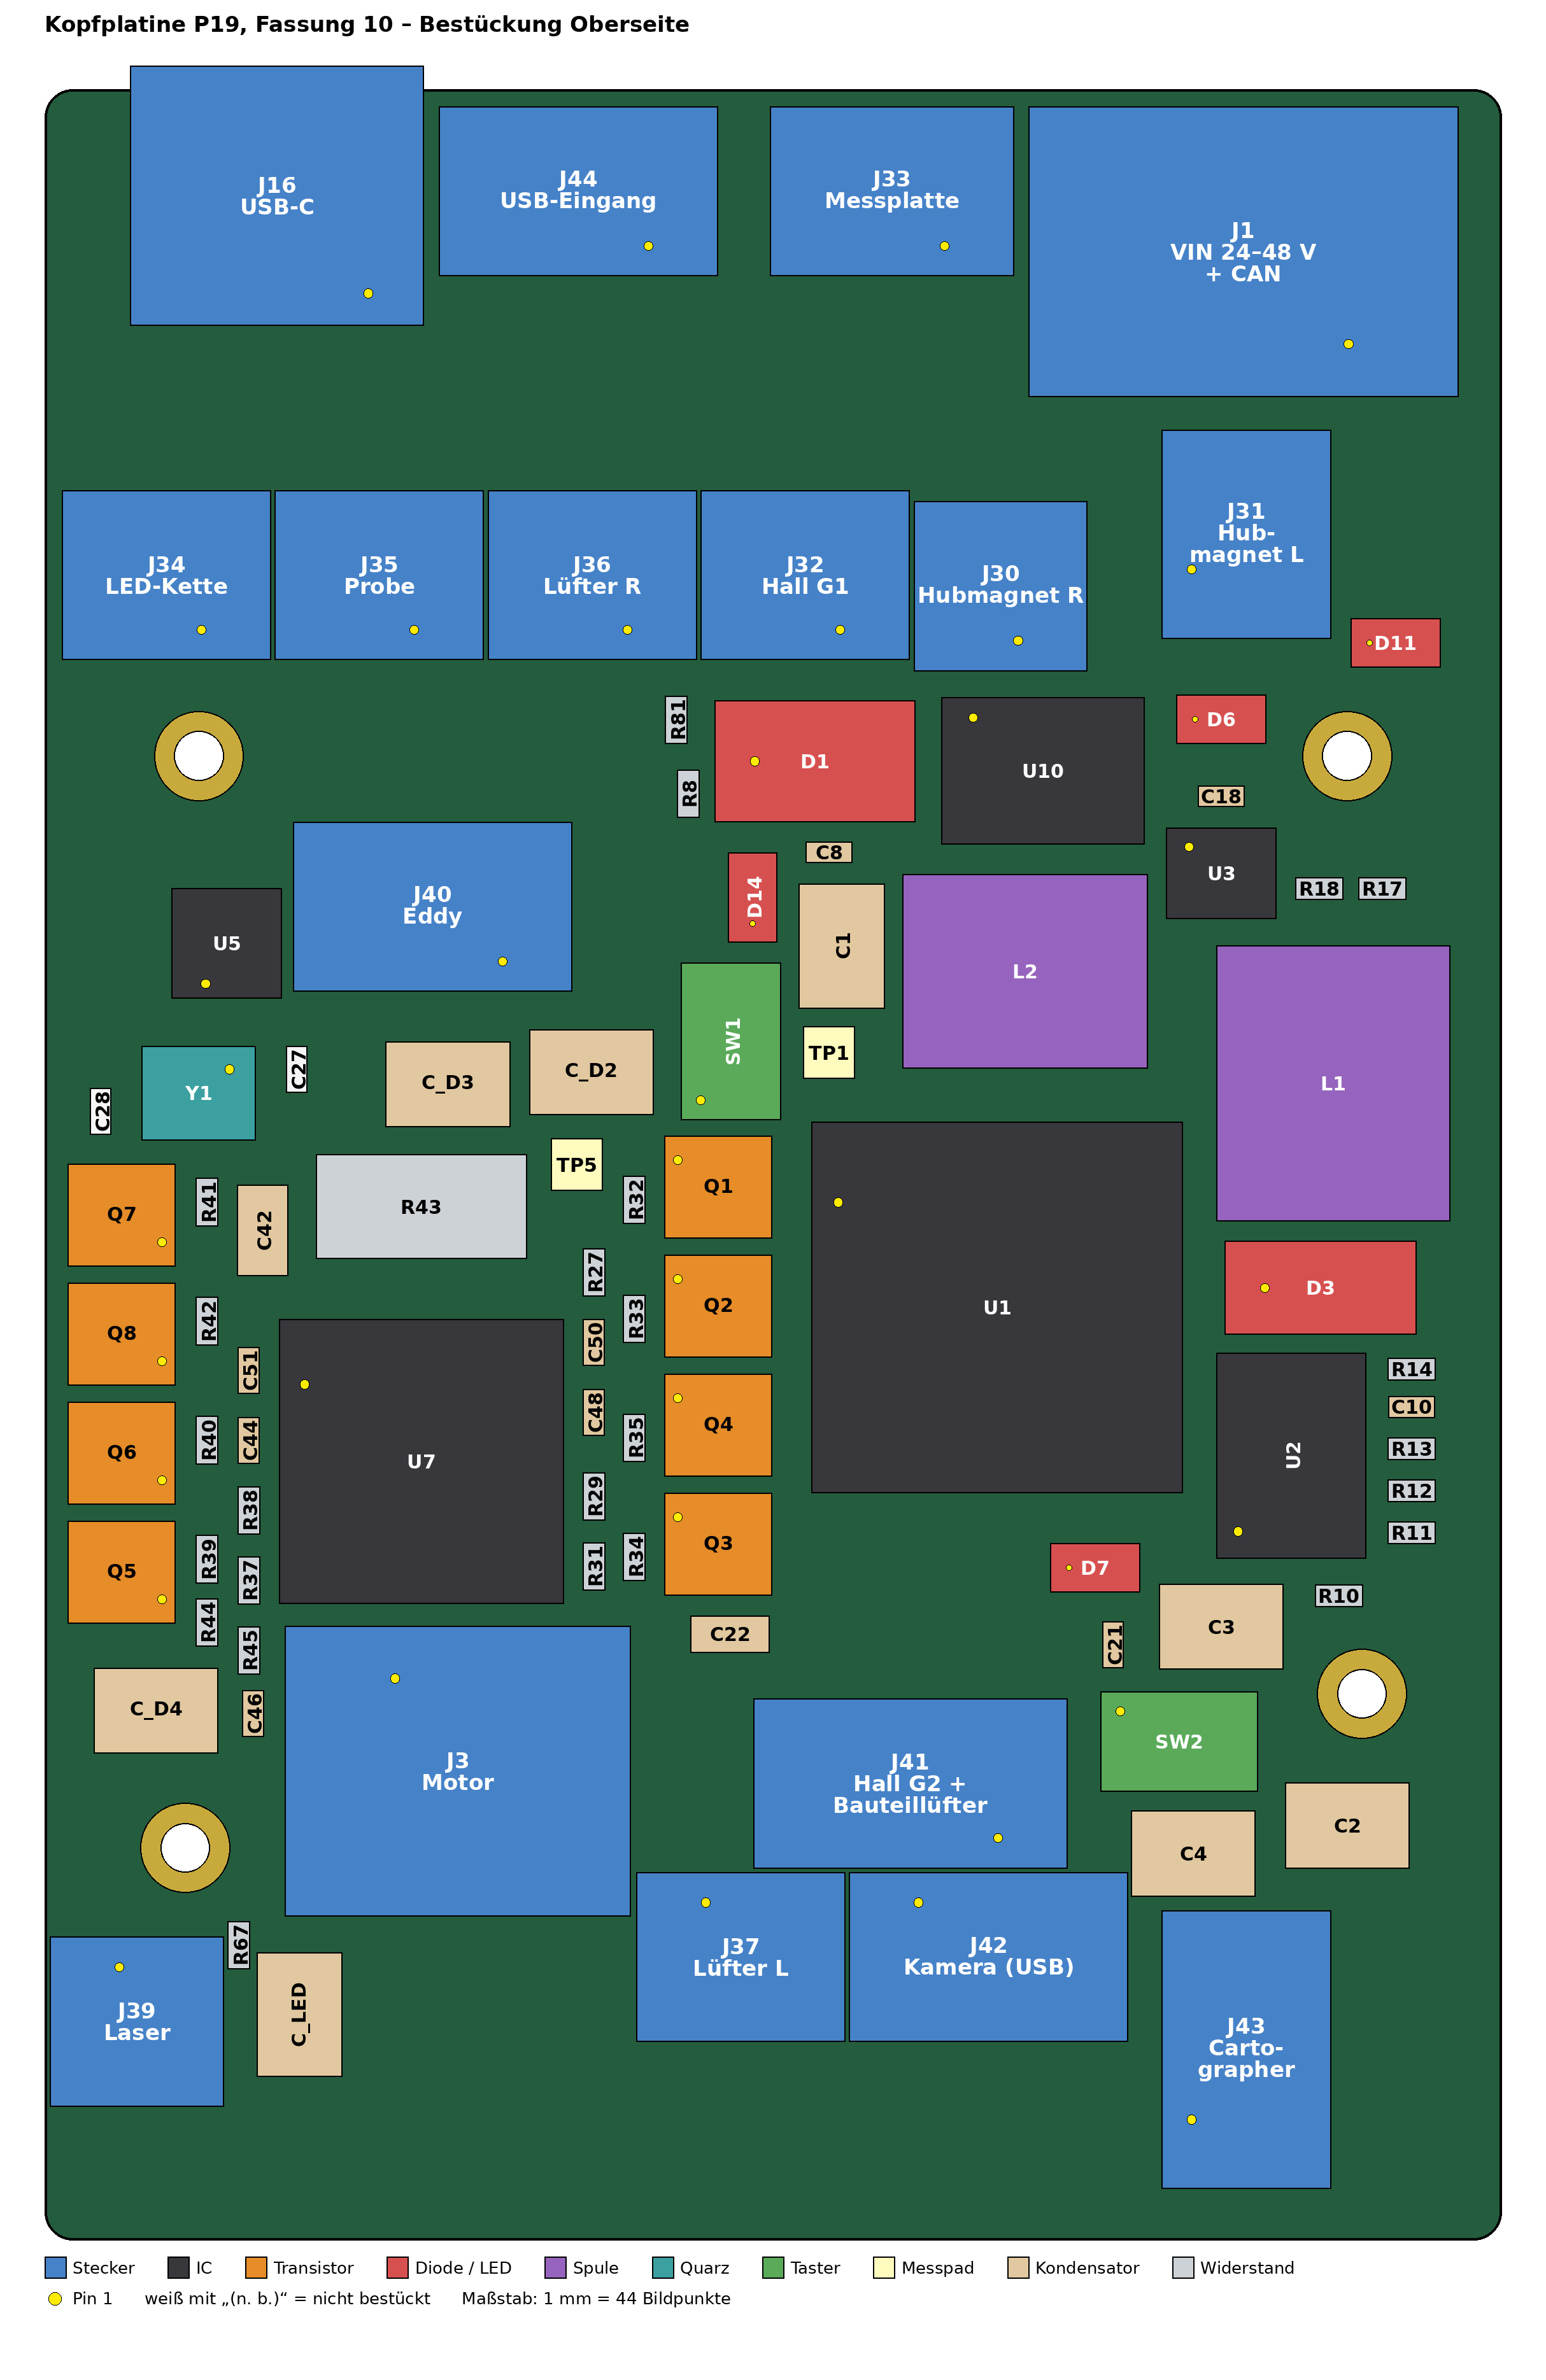 Kopfplatine P19, Fassung 10 – Bestückung Oberseite
J16
USB-C
J44
USB-Eingang
J33
Messplatte
J1
VIN 24–48 V
+ CAN
J31
Hub-
magnet L
J34
LED-Kette
J35
Probe
J36
Lüfter R
J32
Hall G1
J30
Hubmagnet R
D11
R81
D1
U10
D6
R8
C18
C8
J40
Eddy
D14
C1
L2
U3
R18
R17
U5
SW1
TP1
L1
Y1
C27
C28
C_D3
C_D2
TP5
Q7
R41
C42
R43
R32
Q1
U1
R27
Q8
R42
C51
C50
R33
Q2
D3
U7
Q6
R40
C44
C48
R35
Q4
U2
R14
C10
R13
R12
R11
R38
R29
Q5
R39
R37
R31
R34
Q3
D7
R44
R45
C22
C21
C3
R10
C_D4
C46
J3
Motor
J41
Hall G2 +
Bauteillüfter
SW2
C4
C2
J39
Laser
R67
C_LED
J37
Lüfter L
J42
Kamera (USB)
J43
Carto-
grapher
Stecker IC Transistor Diode / LED Spule Quarz Taster Messpad Kondensator Widerstand
Pin 1 weiß mit „(n. b.)“ = nicht bestückt Maßstab: 1 mm = 44 Bildpunkte